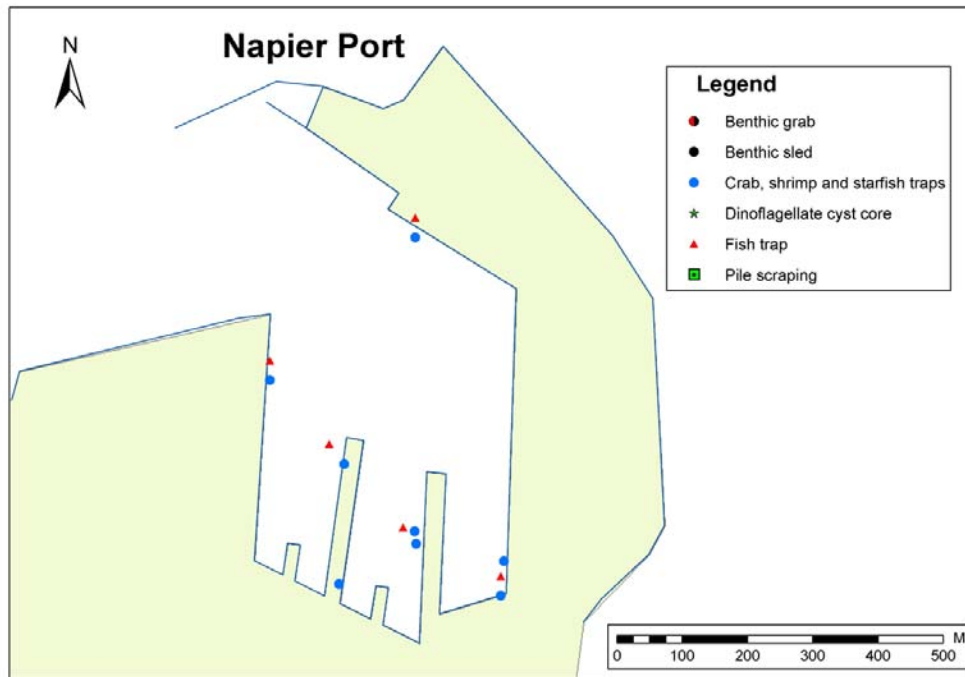 Napier Port
N
Legend
Benthic grab
Benthic sled
Crab, shrimp and starfish traps
Dinoflagellate cyst core
Fish trap
Pile scraping
M
0 100 200 300 400 500